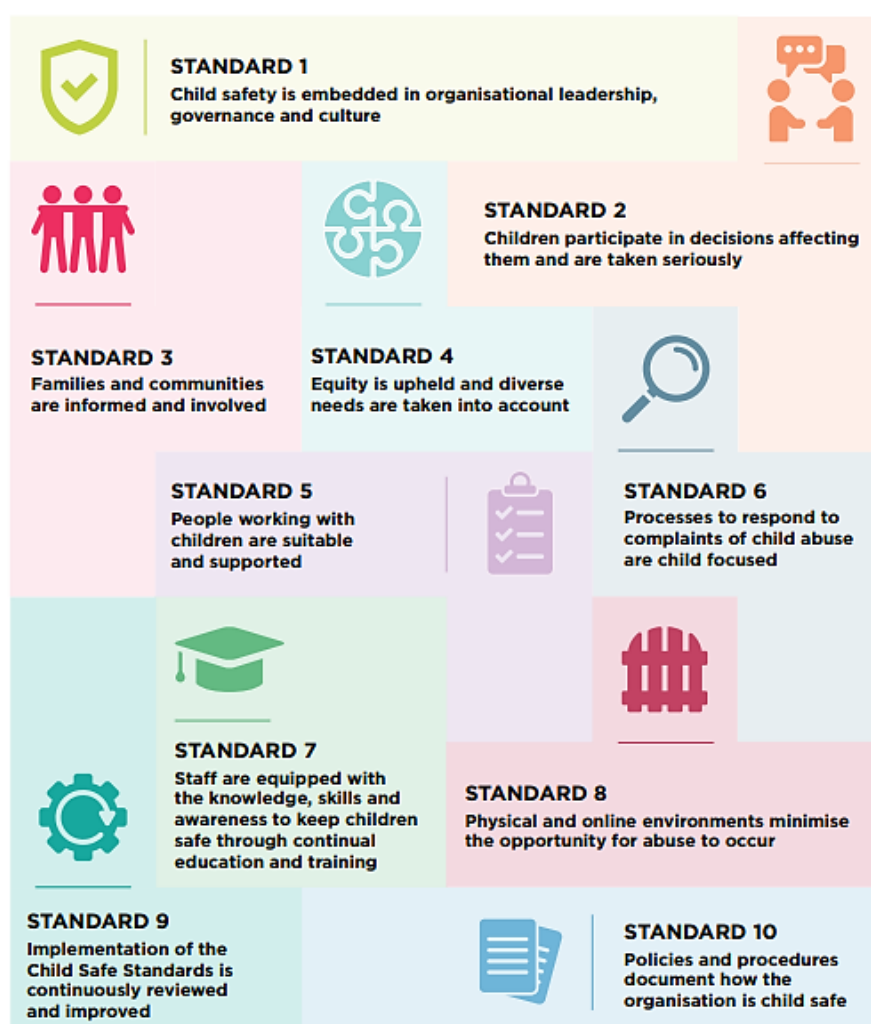 STANDARD 1
Child safety is embedded in organisational leadership,
governance and culture
STANDARD 2
Children participate in decisions affecting
them and are taken seriously
STANDARD 3
Families and communities
are informed and involved
STANDARD 4
Equity is upheld and diverse
needs are taken into account
STANDARD 5
People working with
children are suitable
and supported
STANDARD 6
Processes to respond to
complaints of child abuse
are child focused
STANDARD 7
Staff are equipped with
the knowledge, skills and
awareness to keep children
safe through continual
education and training
STANDARD 8
Physical and online environments minimise
the opportunity for abuse to occur
STANDARD 9
Implementation of the
Child Safe Standards is
continuously reviewed
and improved
STANDARD 10
Policies and procedures
document how the
organisation is child safe